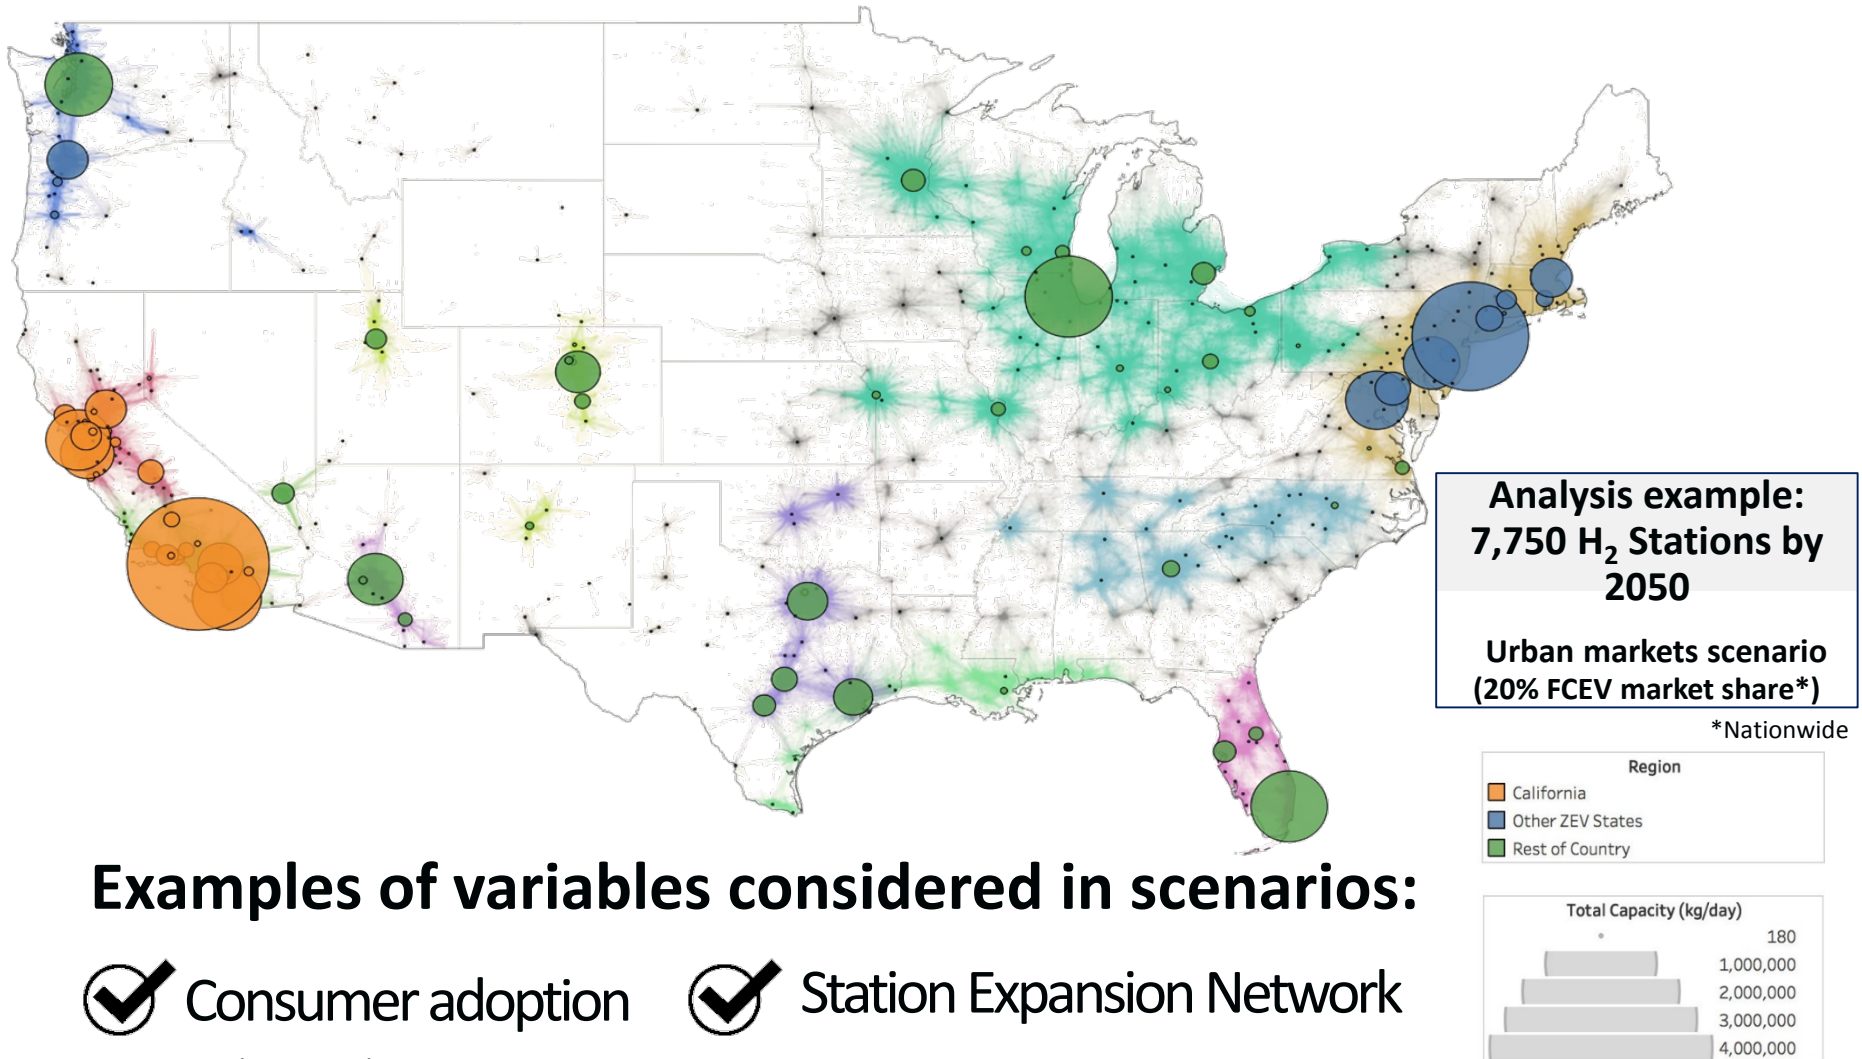 Analysis example:
7,750 H₂ Stations by
2050
Urban markets scenario
(20% FCEV market share*)
*Nationwide
Region
California
Other ZEV States
Rest of Country
Total Capacity (kg/day)
180
1,000,000
2,000,000
3,000,000
4,000,000
Examples of variables considered in scenarios:
Consumer adoption
Station Expansion Network